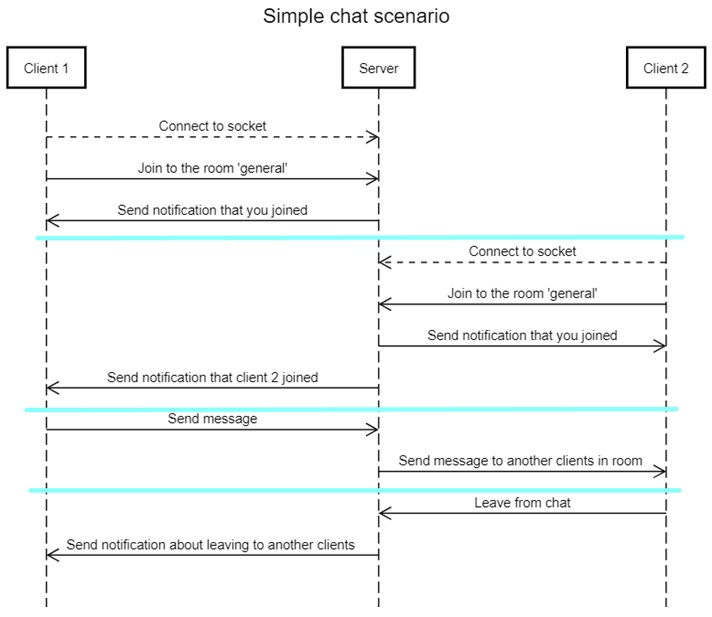 Simple chat scenario
Client 1
Server
Client 2
Connect to socket
Join to the room 'general'
Send notification that you joined
Connect to socket
Join to the room 'general'
Send notification that you joined
Send notification that client 2 joined
Send message
Send message to another clients in room
Leave from chat
Send notification about leaving to another clients